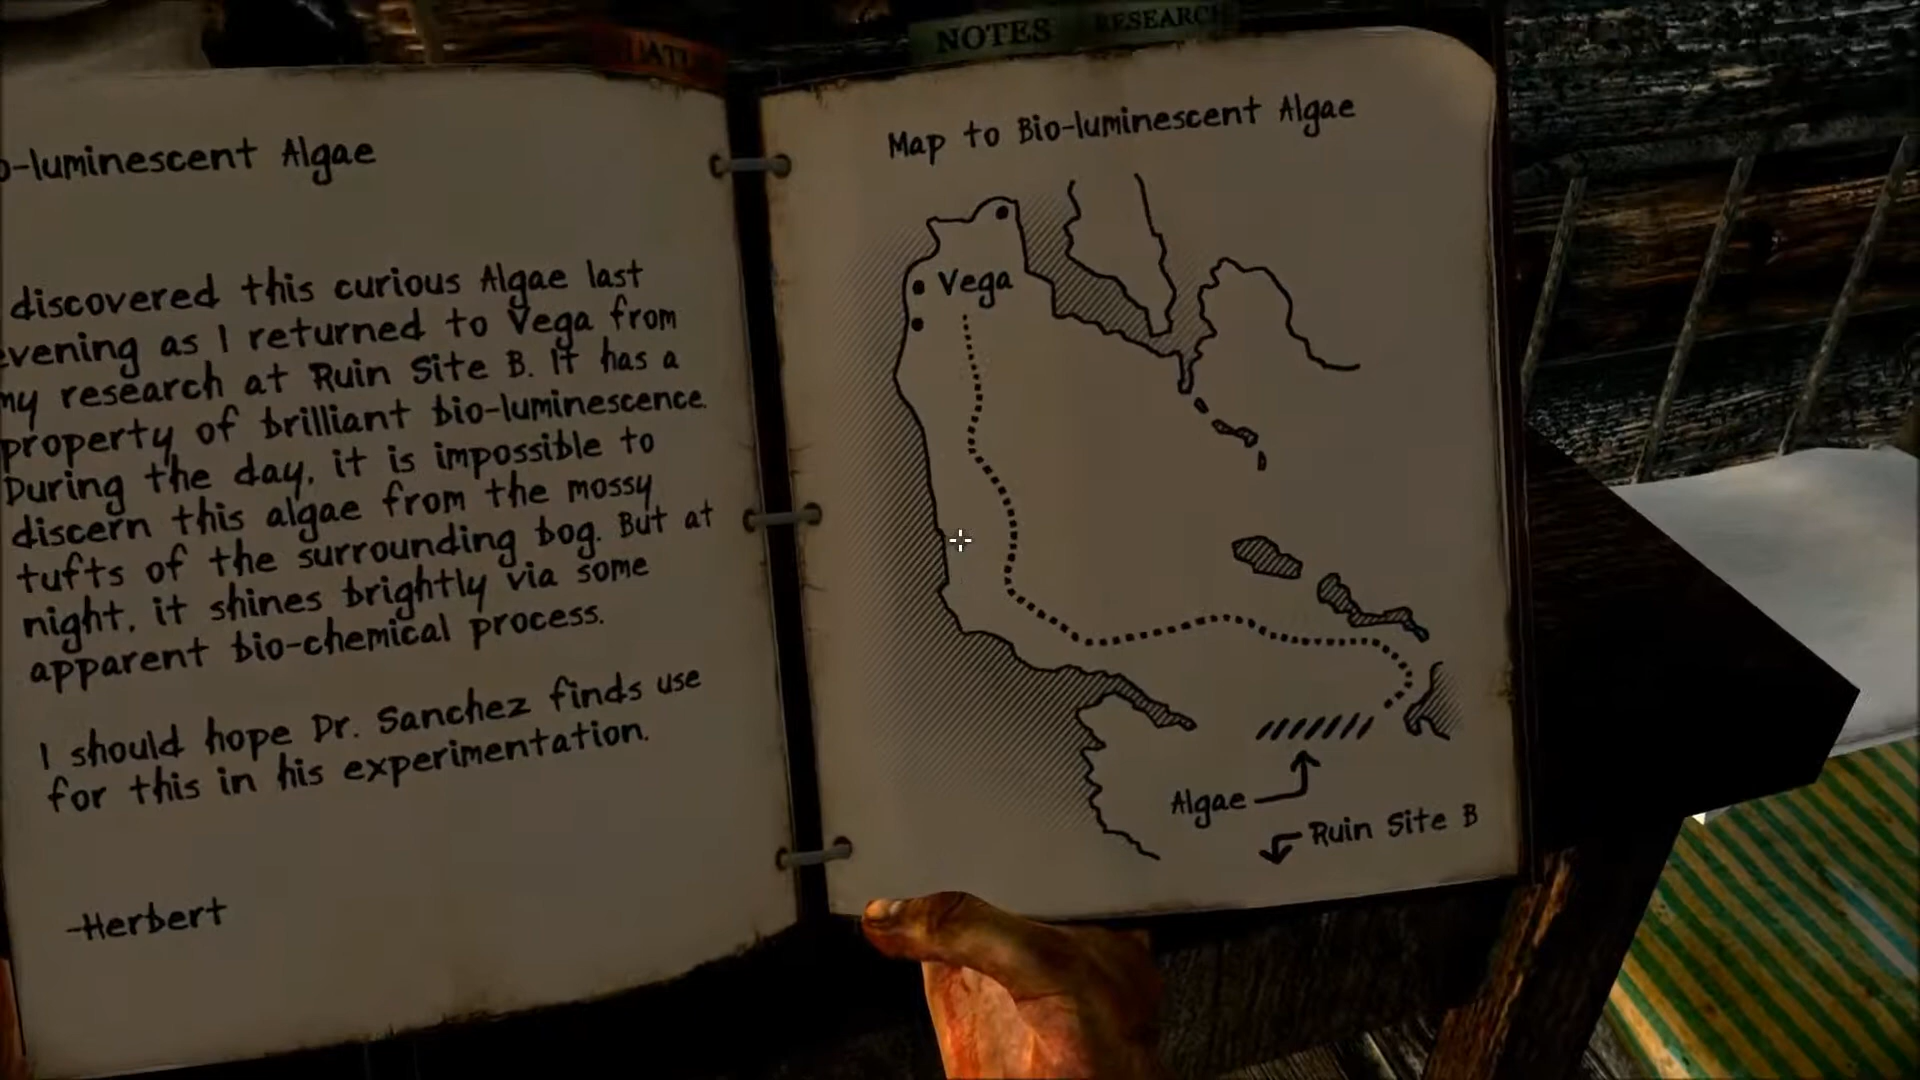 NOTES RESEARCH
o-luminescent Algae
discovered this curious Algae last
evening as I returned to Vega from
my research at Ruin Site B. It has a
property of brilliant bio-luminescence.
During the day, it is impossible to
discern this algae from the mossy
tufts of the surrounding bog. But at
night, it shines brightly via some
apparent bio-chemical process.
I should hope Dr. Sanchez finds use
for this in his experimentation.
-Herbert
Map to Bio-luminescent Algae
Vega
Algae
Ruin Site B